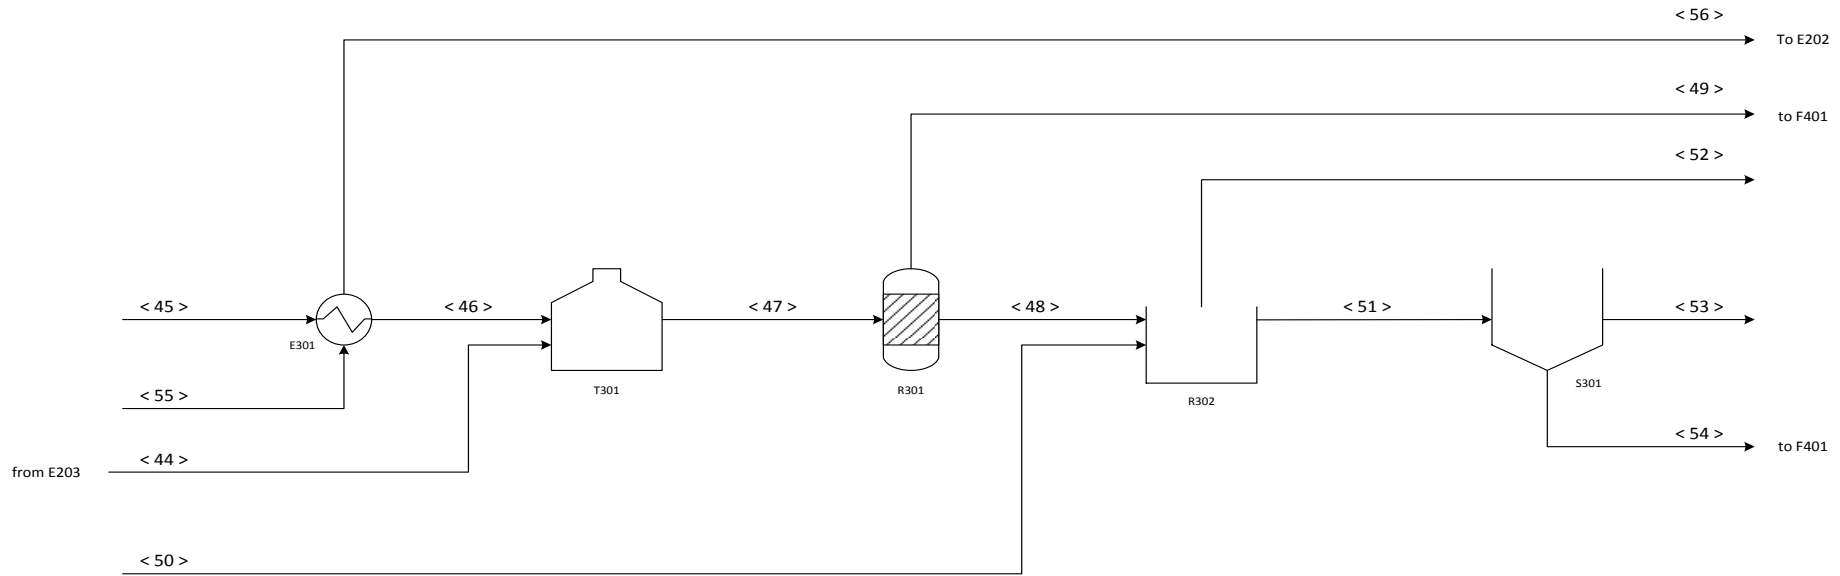 < 56 >
To E202
< 49 >
to F401
< 52 >
< 45 >
< 46 >
< 47 >
< 48 >
< 51 >
< 53 >
E301
T301
R301
R302
S301
< 55 >
< 54 >
to F401
< 44 >
from E203
< 50 >